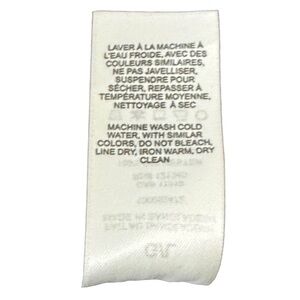 LAVER À LA MACHINE À
L'EAU FROIDE, AVEC DES
COULEURS SIMILAIRES,
NE PAS JAVELLISER,
SUSPENDRE POUR
SÉCHER, REPASSER À
TEMPÉRATURE MOYENNE,
NETTOYAGE À SEC
MACHINE WASH COLD
WATER, WITH SIMILAR
COLORS, DO NOT BLEACH,
LINE DRY, IRON WARM, DRY
CLEAN